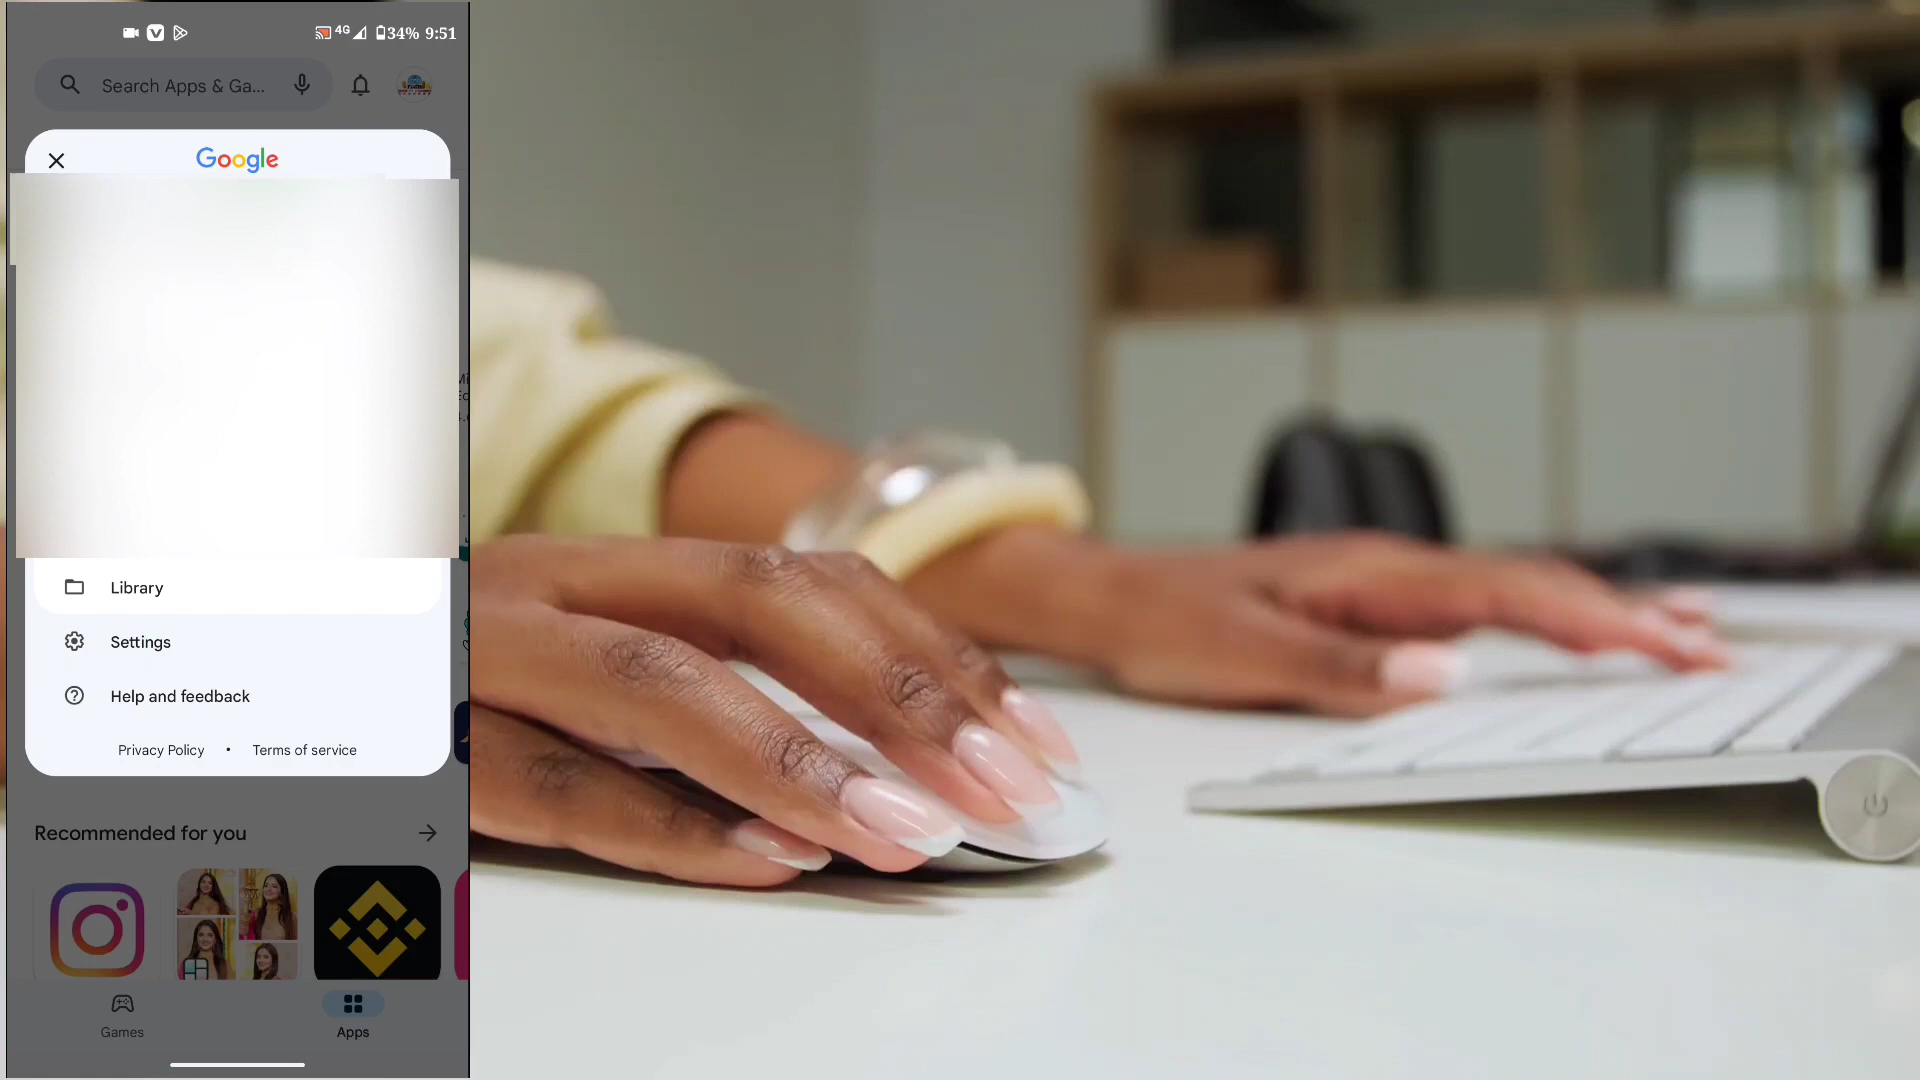 4G 34% 9:51
Search Apps & Ga...
Google
Library
Settings
Help and feedback
Privacy Policy • Terms of service
Recommended for you
Games Apps